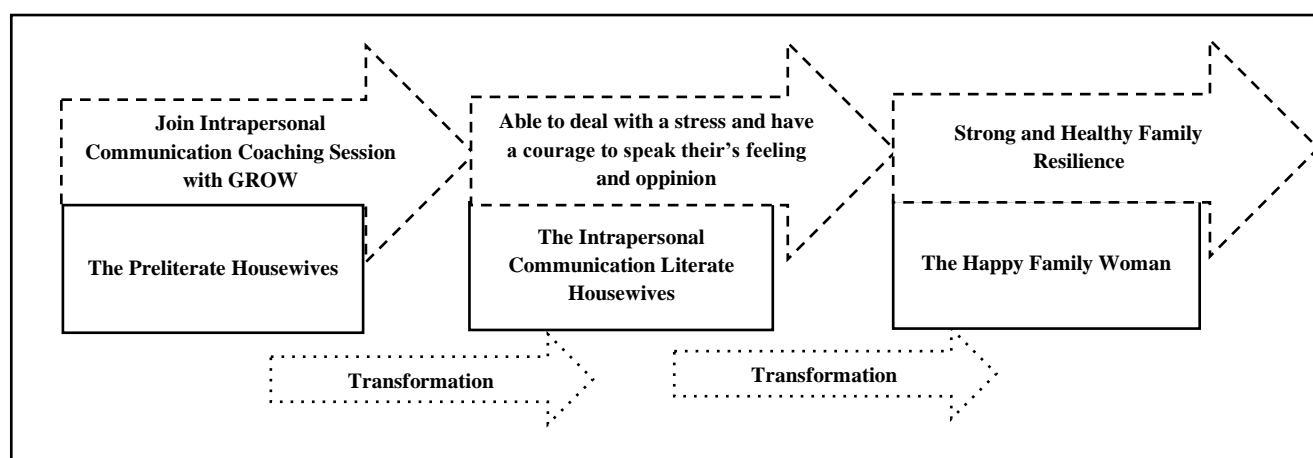 Join Intrapersonal
Communication Coaching Session
with GROW
The Preliterate Housewives
Able to deal with a stress and have
a courage to speak their's feeling
and oppinion
The Intrapersonal
Communication Literate
Housewives
Strong and Healthy Family
Resilience
The Happy Family Woman
Transformation
Transformation